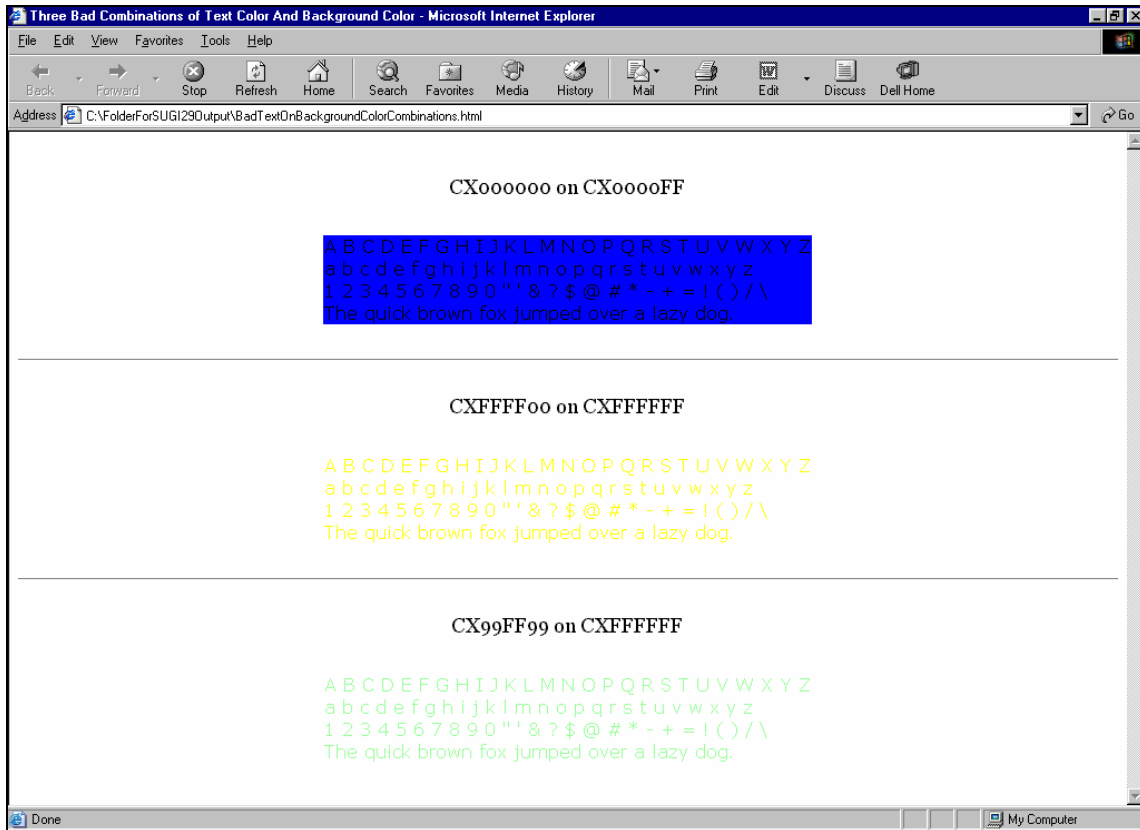 Three Bad Combinations of Text Color And Background Color - Microsoft Internet Explorer
File Edit View Favorites Tools Help
Back Forward Stop Refresh Home Search Favorites Media History Mail Print Edit Discuss Dell Home
Address C:\FolderForSUGI29Output\BadTextOnBackgroundColorCombinations.html Go
CX000000 on CX0000FF
A B C D E F G H I J K L M N O P Q R S T U V W X Y Z
a b c d e f g h i j k l m n o p q r s t u v w x y z
1 2 3 4 5 6 7 8 9 0 " ' & ? $ @ # * - + = ! ( ) / \
The quick brown fox jumped over a lazy dog.
CXFFFF00 on CXFFFFFF
A B C D E F G H I J K L M N O P Q R S T U V W X Y Z
a b c d e f g h i j k l m n o p q r s t u v w x y z
1 2 3 4 5 6 7 8 9 0 " ' & ? $ @ # * - + = ! ( ) / \
The quick brown fox jumped over a lazy dog.
CX99FF99 on CXFFFFFF
A B C D E F G H I J K L M N O P Q R S T U V W X Y Z
a b c d e f g h i j k l m n o p q r s t u v w x y z
1 2 3 4 5 6 7 8 9 0 " ' & ? $ @ # * - + = ! ( ) / \
The quick brown fox jumped over a lazy dog.
Done My Computer